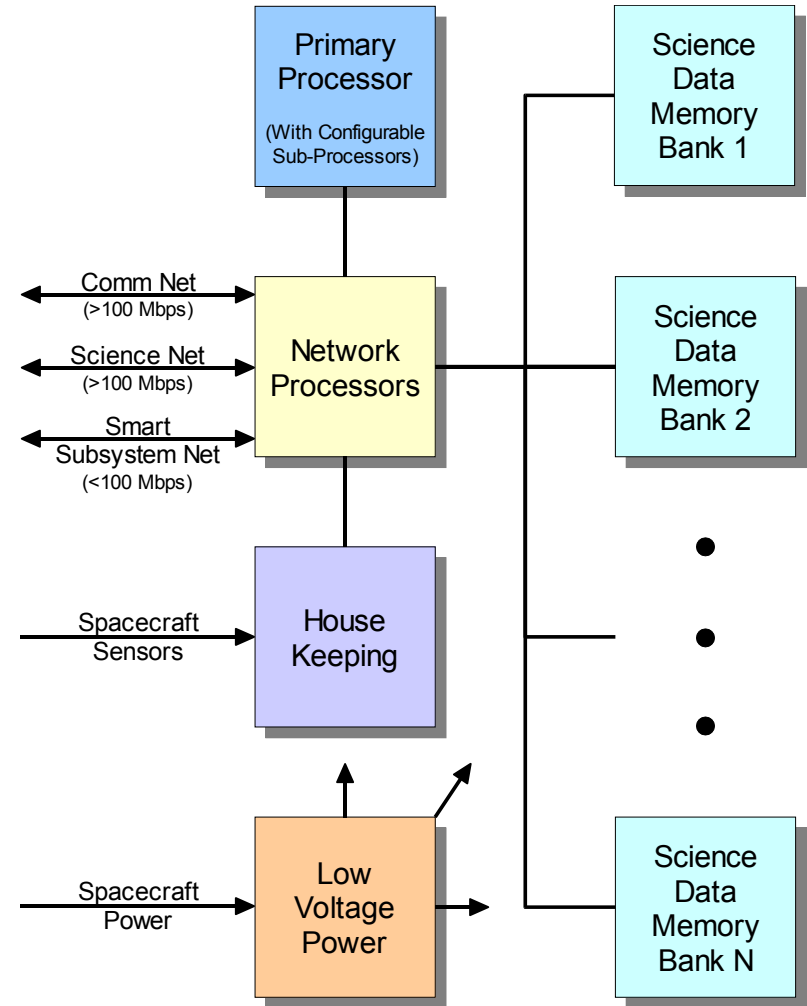 Primary
Processor
(With Configurable
Sub-Processors)
Science
Data
Memory
Bank 1
Comm Net
(>100 Mbps)
Science Net
(>100 Mbps)
Smart
Subsystem Net
(<100 Mbps)
Network
Processors
Science
Data
Memory
Bank 2
Spacecraft
Sensors
House
Keeping
Spacecraft
Power
Low
Voltage
Power
Science
Data
Memory
Bank N